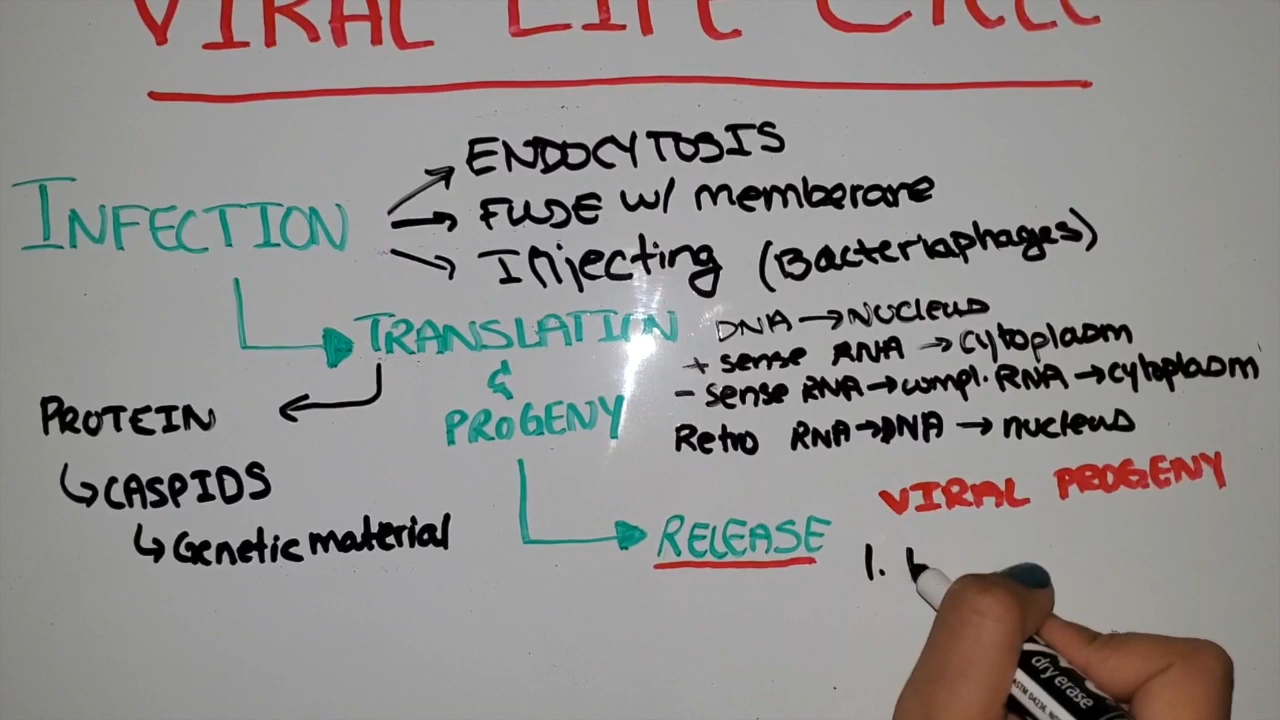 VIRAL LIFE CYCLE
ENDOCYTOSIS
INFECTION
FUSE w/ memberare
Injecting (Bacteriaphages)
TRANSLATION
&
PROGENY
DNA → NUCLEUS
+ sense RNA → Cytoplasm
- sense RNA → compl. RNA → cytoplasm
Retro RNA → DNA → nucleus
PROTEIN
↳ CASPIDS
↳ Genetic material
RELEASE
VIRAL PROGENY
1.
dry erase